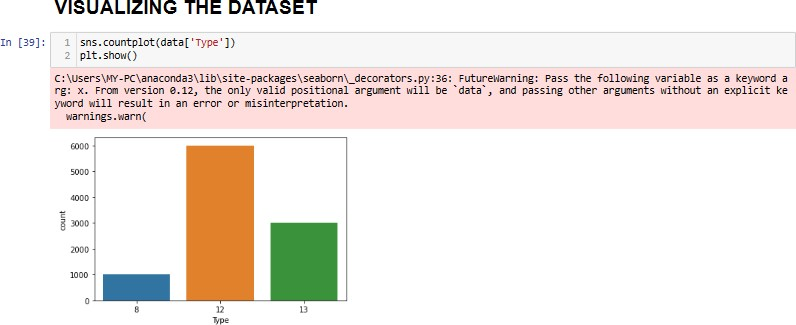 VISUALIZING THE DATASET
In [39]:
1 sns.countplot(data['Type'])
2 plt.show()
C:\Users\MY-PC\anaconda3\lib\site-packages\seaborn\_decorators.py:36: FutureWarning: Pass the following variable as a keyword a
rg: x. From version 0.12, the only valid positional argument will be `data`, and passing other arguments without an explicit ke
yword will result in an error or misinterpretation.
warnings.warn(
6000
5000
4000
3000
2000
1000
0
count
8 12 13
Type